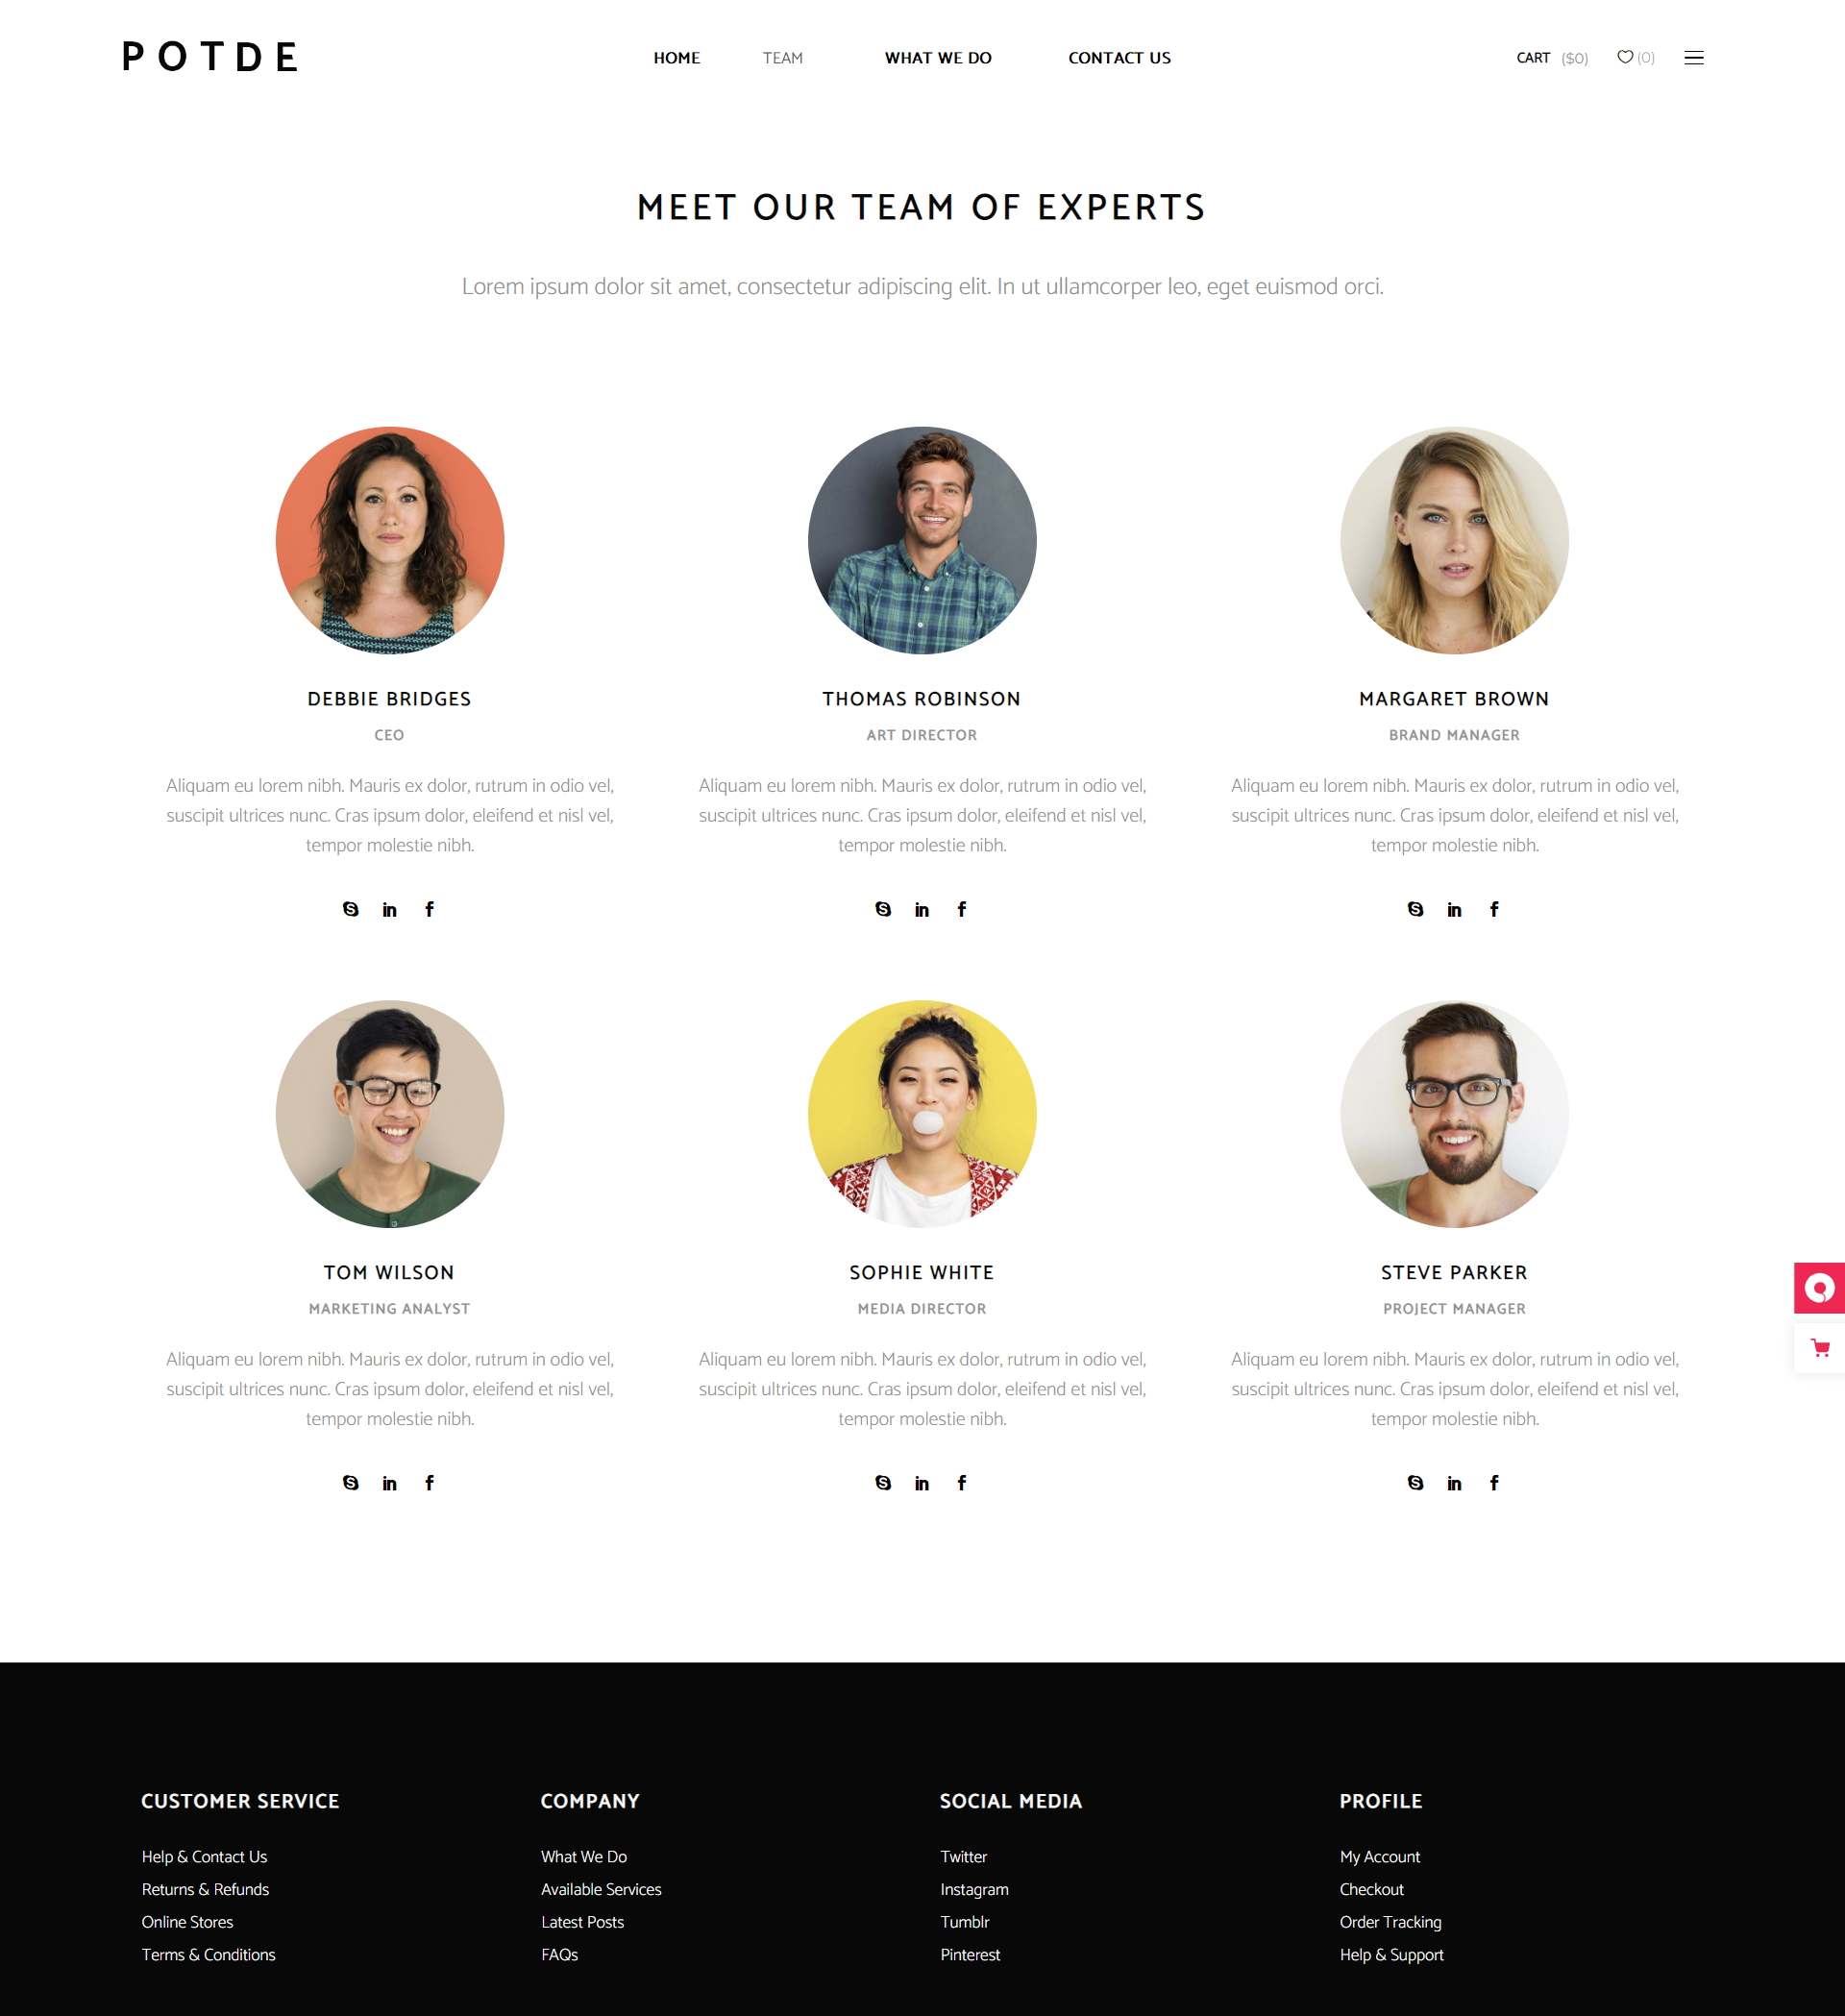 POTDE
HOME TEAM WHAT WE DO CONTACT US CART ($0) (0)
MEET OUR TEAM OF EXPERTS
Lorem ipsum dolor sit amet, consectetur adipiscing elit. In ut ullamcorper leo, eget euismod orci.
DEBBIE BRIDGES
CEO
Aliquam eu lorem nibh. Mauris ex dolor, rutrum in odio vel,
suscipit ultrices nunc. Cras ipsum dolor, eleifend et nisl vel,
tempor molestie nibh.
THOMAS ROBINSON
ART DIRECTOR
Aliquam eu lorem nibh. Mauris ex dolor, rutrum in odio vel,
suscipit ultrices nunc. Cras ipsum dolor, eleifend et nisl vel,
tempor molestie nibh.
MARGARET BROWN
BRAND MANAGER
Aliquam eu lorem nibh. Mauris ex dolor, rutrum in odio vel,
suscipit ultrices nunc. Cras ipsum dolor, eleifend et nisl vel,
tempor molestie nibh.
TOM WILSON
MARKETING ANALYST
Aliquam eu lorem nibh. Mauris ex dolor, rutrum in odio vel,
suscipit ultrices nunc. Cras ipsum dolor, eleifend et nisl vel,
tempor molestie nibh.
SOPHIE WHITE
MEDIA DIRECTOR
Aliquam eu lorem nibh. Mauris ex dolor, rutrum in odio vel,
suscipit ultrices nunc. Cras ipsum dolor, eleifend et nisl vel,
tempor molestie nibh.
STEVE PARKER
PROJECT MANAGER
Aliquam eu lorem nibh. Mauris ex dolor, rutrum in odio vel,
suscipit ultrices nunc. Cras ipsum dolor, eleifend et nisl vel,
tempor molestie nibh.
CUSTOMER SERVICE
Help & Contact Us
Returns & Refunds
Online Stores
Terms & Conditions
COMPANY
What We Do
Available Services
Latest Posts
FAQs
SOCIAL MEDIA
Twitter
Instagram
Tumblr
Pinterest
PROFILE
My Account
Checkout
Order Tracking
Help & Support